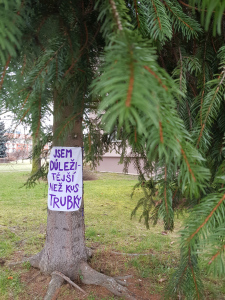 JSEM
DŮLEŽI-
TĚJŠÍ
NEŽ KUS
TRUBKY